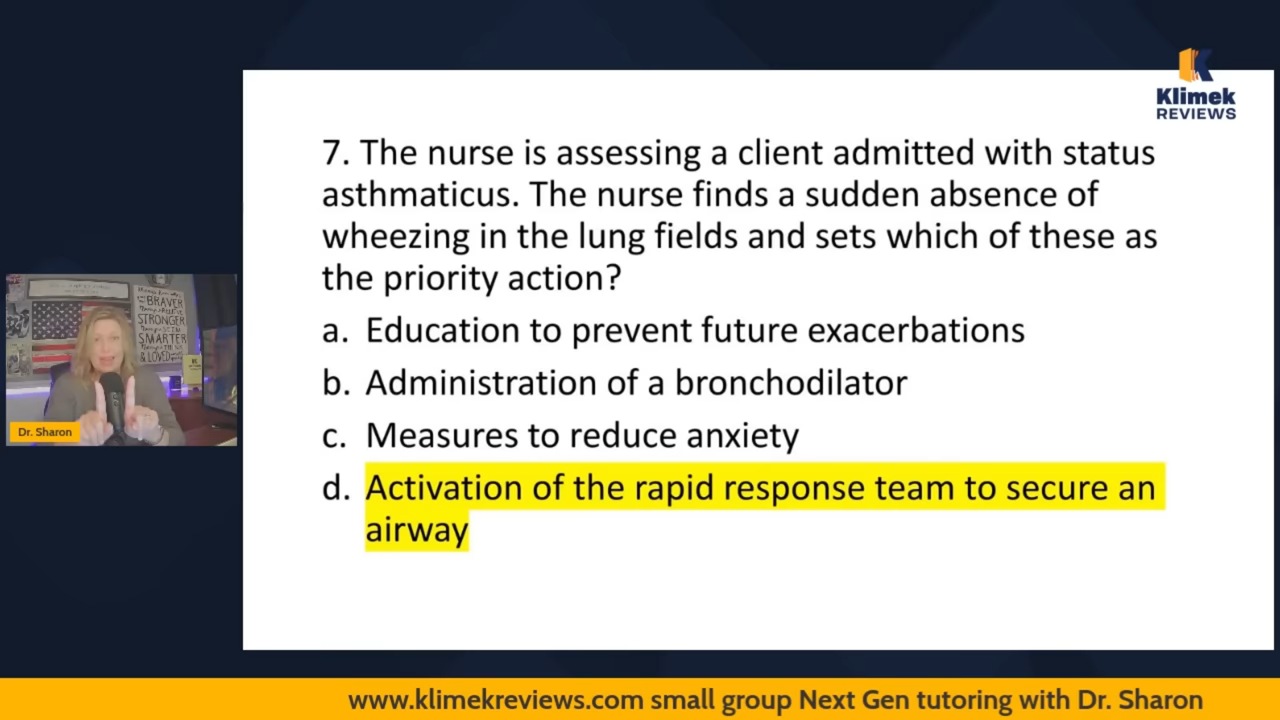 Klimek
REVIEWS
7. The nurse is assessing a client admitted with status
asthmaticus. The nurse finds a sudden absence of
wheezing in the lung fields and sets which of these as
the priority action?
a. Education to prevent future exacerbations
b. Administration of a bronchodilator
c. Measures to reduce anxiety
d. Activation of the rapid response team to secure an
airway
BRAVER
STRONGER
SMARTER
& LOVED
Dr. Sharon
www.klimekreviews.com small group Next Gen tutoring with Dr. Sharon